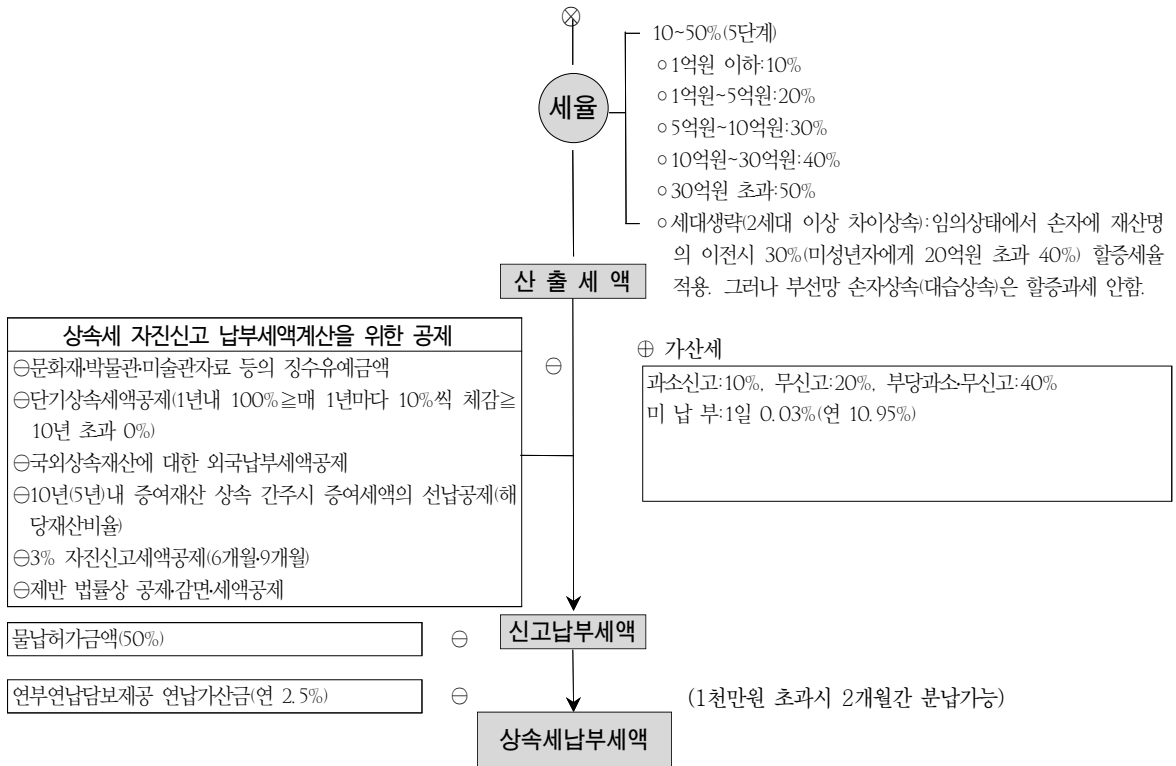 ⊗
세율
10~50%(5단계)
○1억원 이하:10%
○1억원~5억원:20%
○5억원~10억원:30%
○10억원~30억원:40%
○30억원 초과:50%
○세대생략(2세대 이상 차이상속):임의상태에서 손자에 재산명
의 이전시 30%(미성년자에게 20억원 초과 40%) 할증세율
적용. 그러나 부선망 손자상속(대습상속)은 할증과세 안함.
산 출 세 액
상속세 자진신고 납부세액계산을 위한 공제
⊖문화재·박물관·미술관자료 등의 징수유예금액
⊖단기상속세액공제(1년내 100%≧매 1년마다 10%씩 체감≧
10년 초과 0%)
⊖국외상속재산에 대한 외국납부세액공제
⊖10년(5년)내 증여재산 상속 간주시 증여세액의 선납공제(해
당재산비율)
⊖3% 자진신고세액공제(6개월·9개월)
⊖제반 법률상 공제·감면·세액공제
⊖
⊕ 가산세
과소신고:10%, 무신고:20%, 부당과소·무신고:40%
미 납 부:1일 0.03%(연 10.95%)
신고납부세액
물납허가금액(50%)
⊖
연부연납담보제공 연납가산금(연 2.5%)
⊖
(1천만원 초과시 2개월간 분납가능)
상속세납부세액